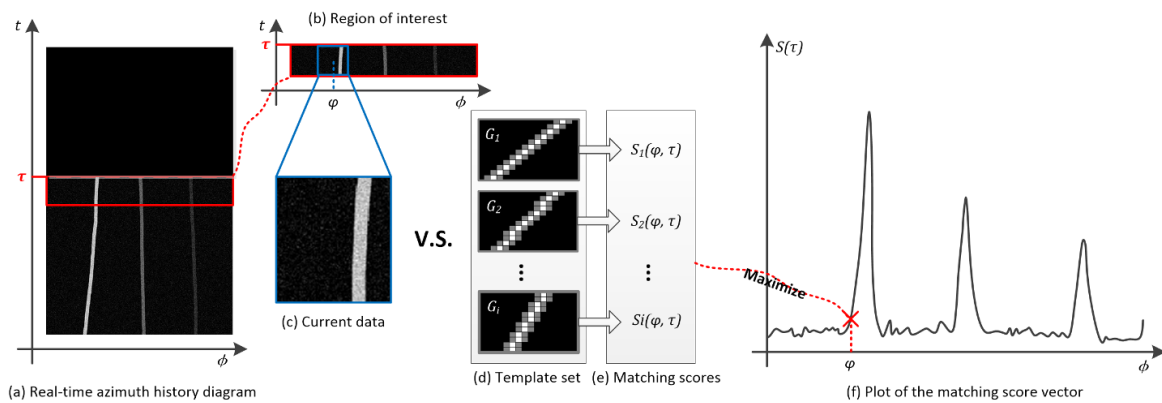 t
τ
ϕ
(a) Real-time azimuth history diagram
(b) Region of interest
t
τ
φ
ϕ
(c) Current data
V.S.
G1
G2
⋮
Gi
(d) Template set
S1(φ, τ)
S2(φ, τ)
⋮
Si(φ, τ)
(e) Matching scores
Maximize
S(τ)
φ
ϕ
(f) Plot of the matching score vector